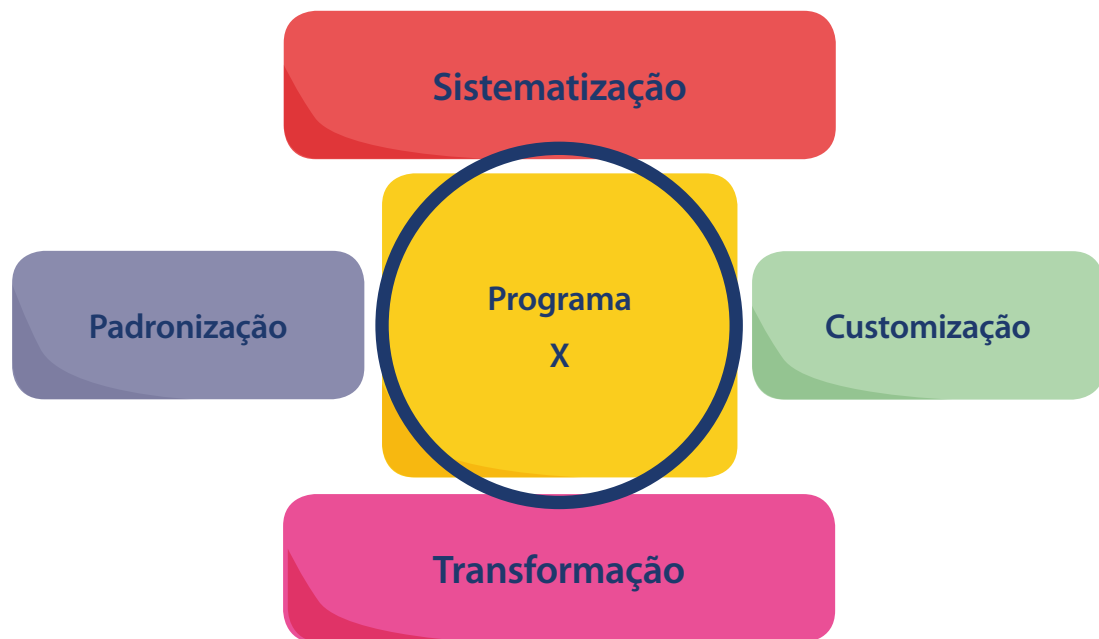 Sistematização
Padronização
Programa
X
Customização
Transformação